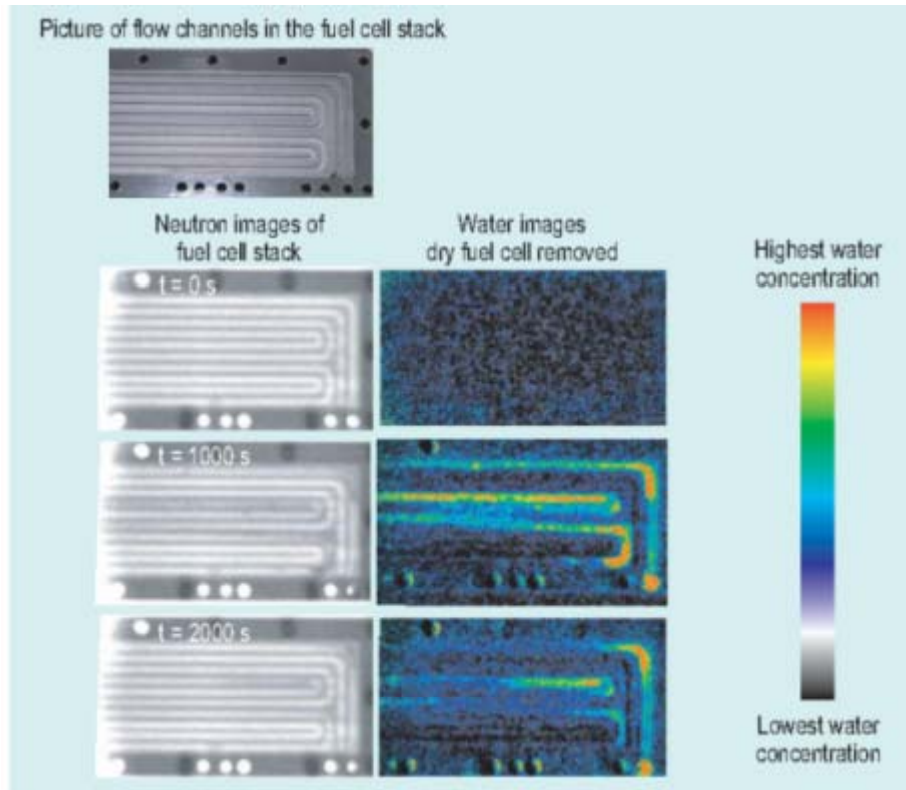 Picture of flow channels in the fuel cell stack
Neutron images of
fuel cell stack
Water images
dry fuel cell removed
Highest water
concentration
t = 0 s
t = 1000 s
t = 2000 s
Lowest water
concentration